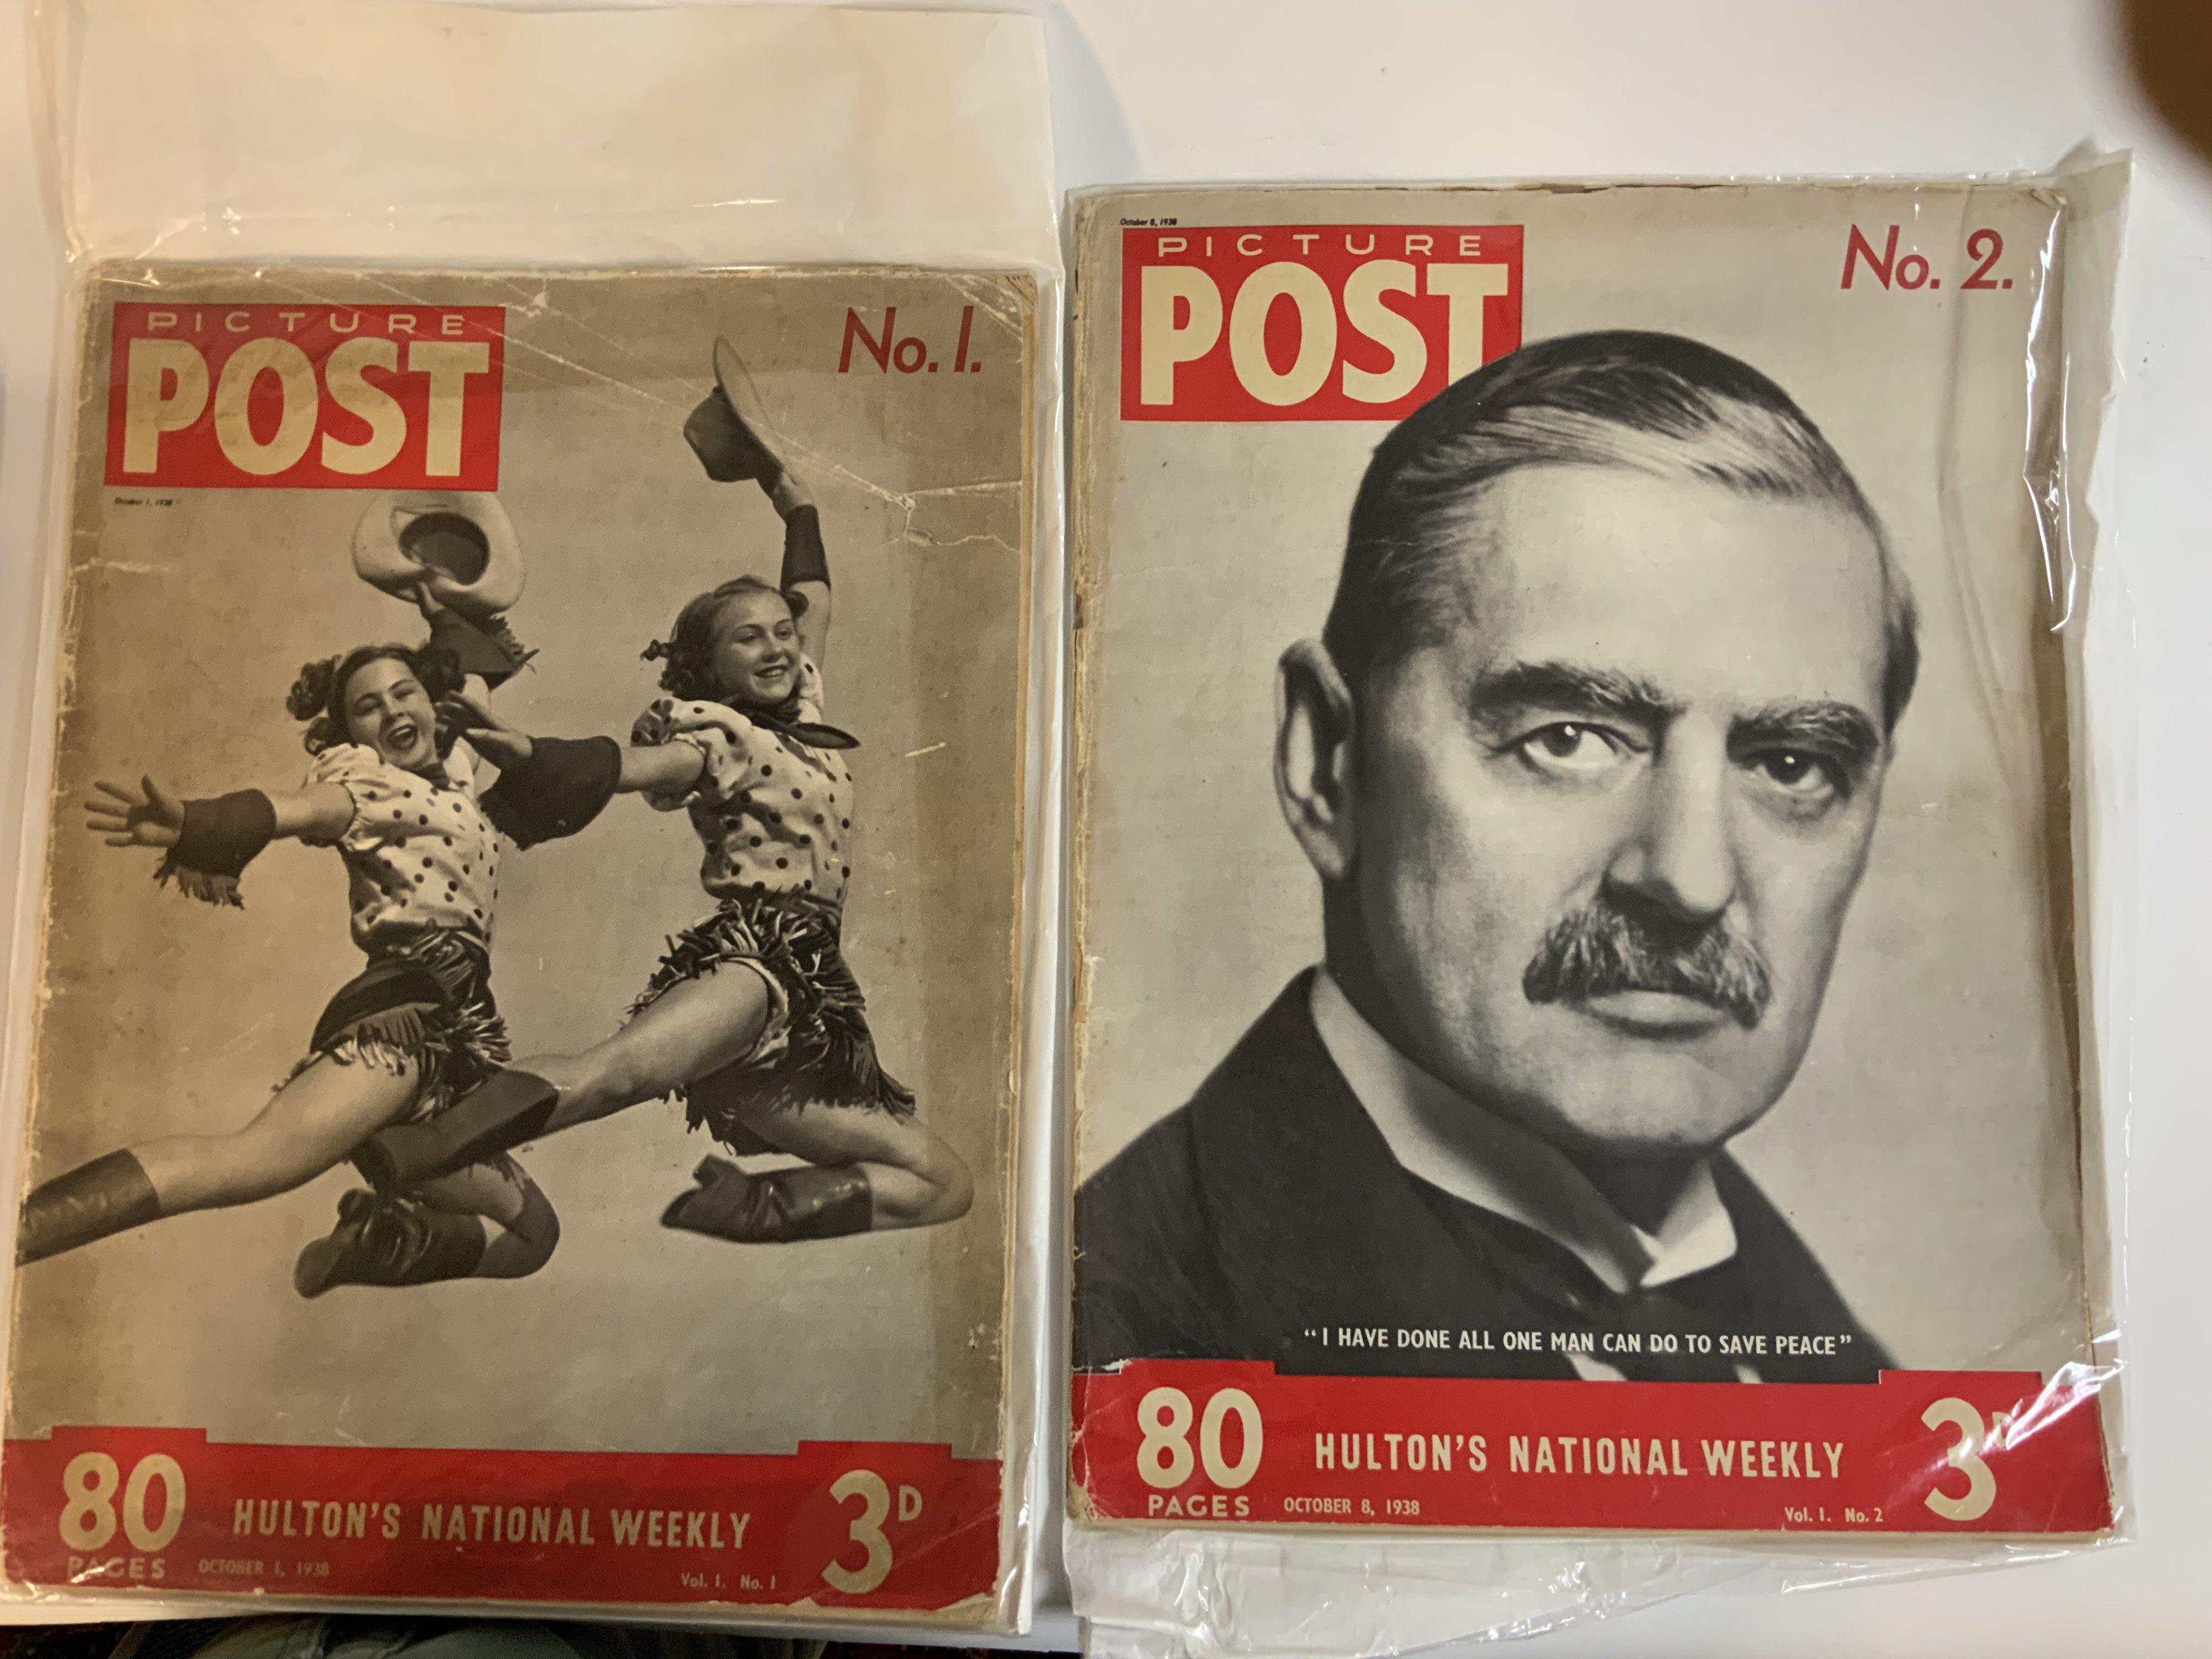 PICTURE
POST
No. 1.
October 1, 1938
80
PAGES
HULTON'S NATIONAL WEEKLY
3D
OCTOBER 1, 1938
Vol. 1. No. 1
October 8, 1938
PICTURE
POST
No. 2.
"I HAVE DONE ALL ONE MAN CAN DO TO SAVE PEACE"
80
PAGES
HULTON'S NATIONAL WEEKLY
3D
OCTOBER 8, 1938
Vol. 1. No. 2